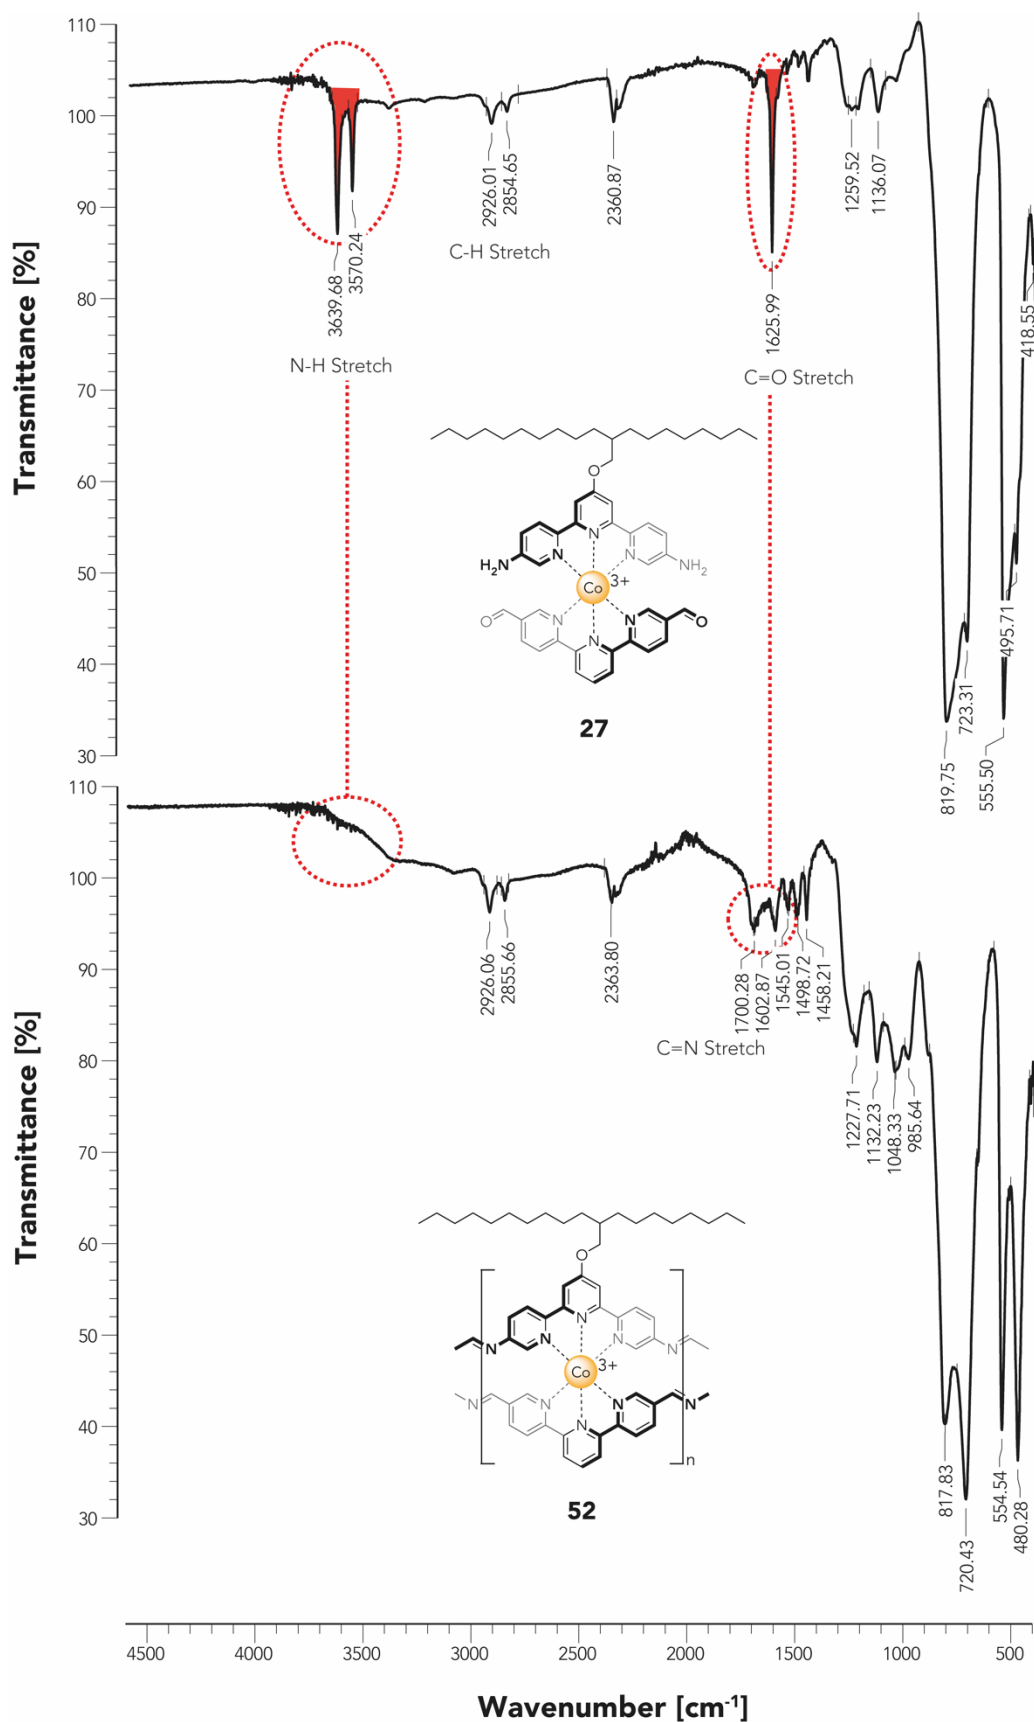 Transmittance [%]
110
100
90
80
70
60
50
40
30
3639.68
3570.24
2926.01
2854.65
2360.87
1625.99
1259.52
1136.07
819.75
723.31
555.50
495.71
418.55
N-H Stretch
C-H Stretch
C=O Stretch
O
N
N
N
H₂N
NH₂
Co
3+
O
N
N
N
O
27
Transmittance [%]
110
100
90
80
70
60
50
40
30
2926.06
2855.66
2363.80
1700.28
1602.87
1545.01
1498.72
1458.21
1227.71
1132.23
1048.33
985.64
817.83
720.43
554.54
480.28
C=N Stretch
O
N
N
N
N
N
Co
3+
N
N
N
N
N
n
52
4500
4000
3500
3000
2500
2000
1500
1000
500
Wavenumber [cm⁻¹]